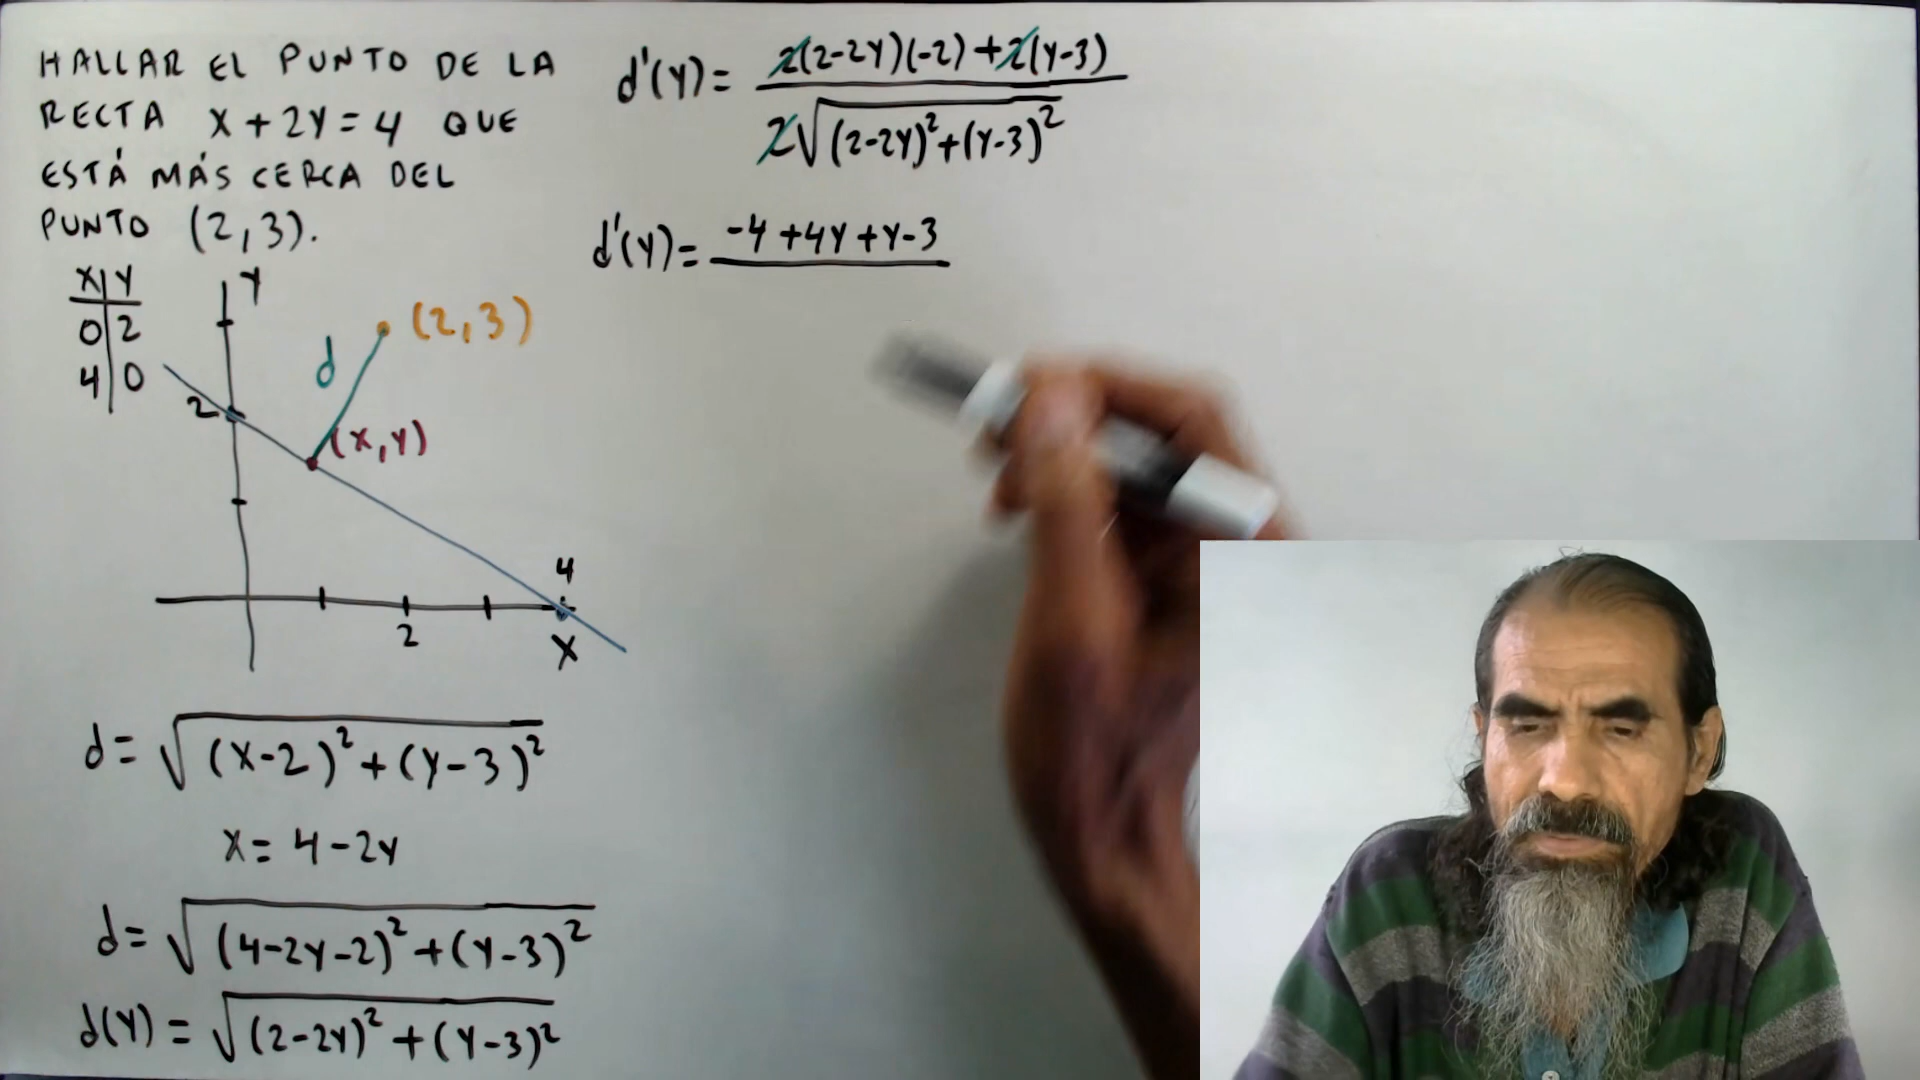 HALLAR EL PUNTO DE LA
RECTA X + 2Y = 4 QUE
ESTÁ MÁS CERCA DEL
PUNTO (2,3).
X|Y
0|2
4|0
Y
(2,3)
d
2
(X,Y)
4
2
X
d = √((X-2)² + (Y-3)²)
X = 4 - 2Y
d = √((4-2Y-2)² + (Y-3)²)
d(Y) = √((2-2Y)² + (Y-3)²)
d'(Y) = 2(2-2Y)(-2) + 2(Y-3)
2√((2-2Y)² + (Y-3)²)
d'(Y) = -4 + 4Y + Y - 3